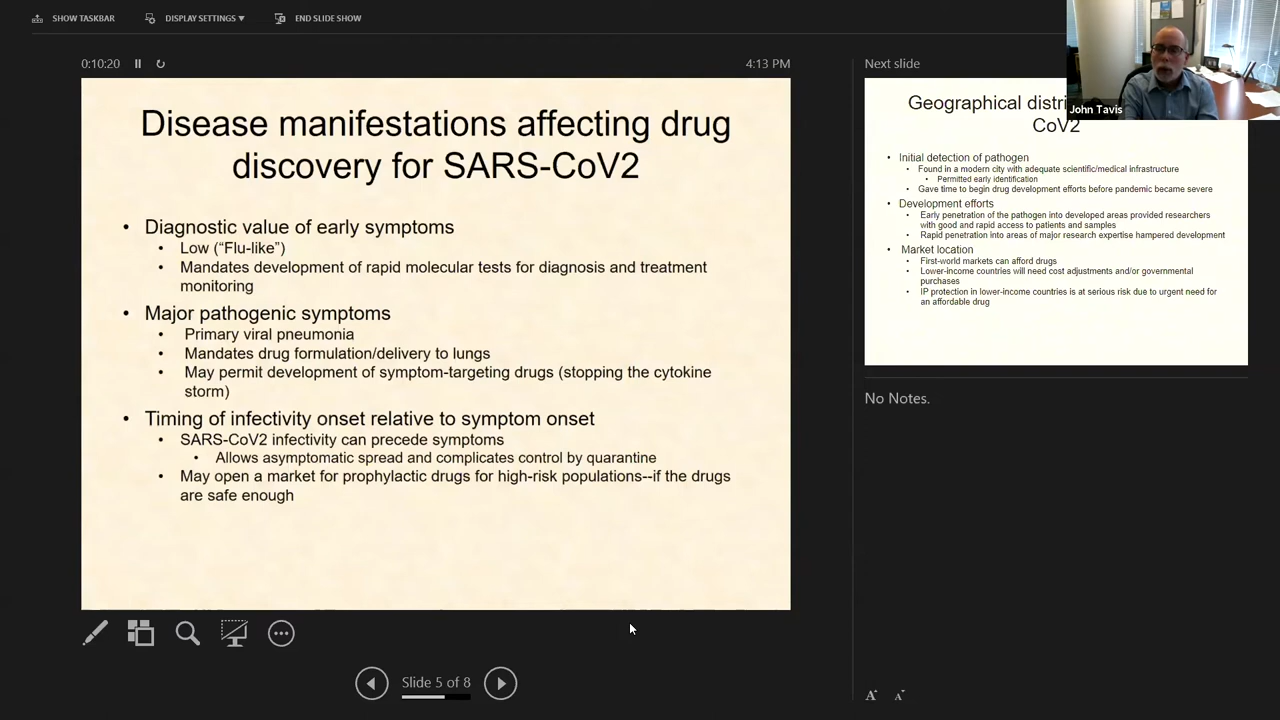 SHOW TASKBAR
DISPLAY SETTINGS ▼
END SLIDE SHOW
0:10:20
4:13 PM
Disease manifestations affecting drug
discovery for SARS-CoV2
• Diagnostic value of early symptoms
• Low (“Flu-like”)
• Mandates development of rapid molecular tests for diagnosis and treatment
monitoring
• Major pathogenic symptoms
• Primary viral pneumonia
• Mandates drug formulation/delivery to lungs
• May permit development of symptom-targeting drugs (stopping the cytokine
storm)
• Timing of infectivity onset relative to symptom onset
• SARS-CoV2 infectivity can precede symptoms
• Allows asymptomatic spread and complicates control by quarantine
• May open a market for prophylactic drugs for high-risk populations--if the drugs
are safe enough
Slide 5 of 8
Next slide
John Tavis
Geographical
CoV2
• Initial detection of pathogen
• Found in a modern city with adequate scientific/medical infrastructure
• Permitted early identification
• Gave time to begin drug development efforts before pandemic became severe
• Development efforts
• Early penetration of the pathogen into developed areas provided researchers
with good and rapid access to patients and samples
• Rapid penetration into areas of major research expertise hampered development
• Market location
• First-world markets can afford drugs
• Lower-income countries will need cost adjustments and/or governmental
purchases
• IP protection in lower-income countries is at serious risk due to urgent need for
an affordable drug
No Notes.
A A